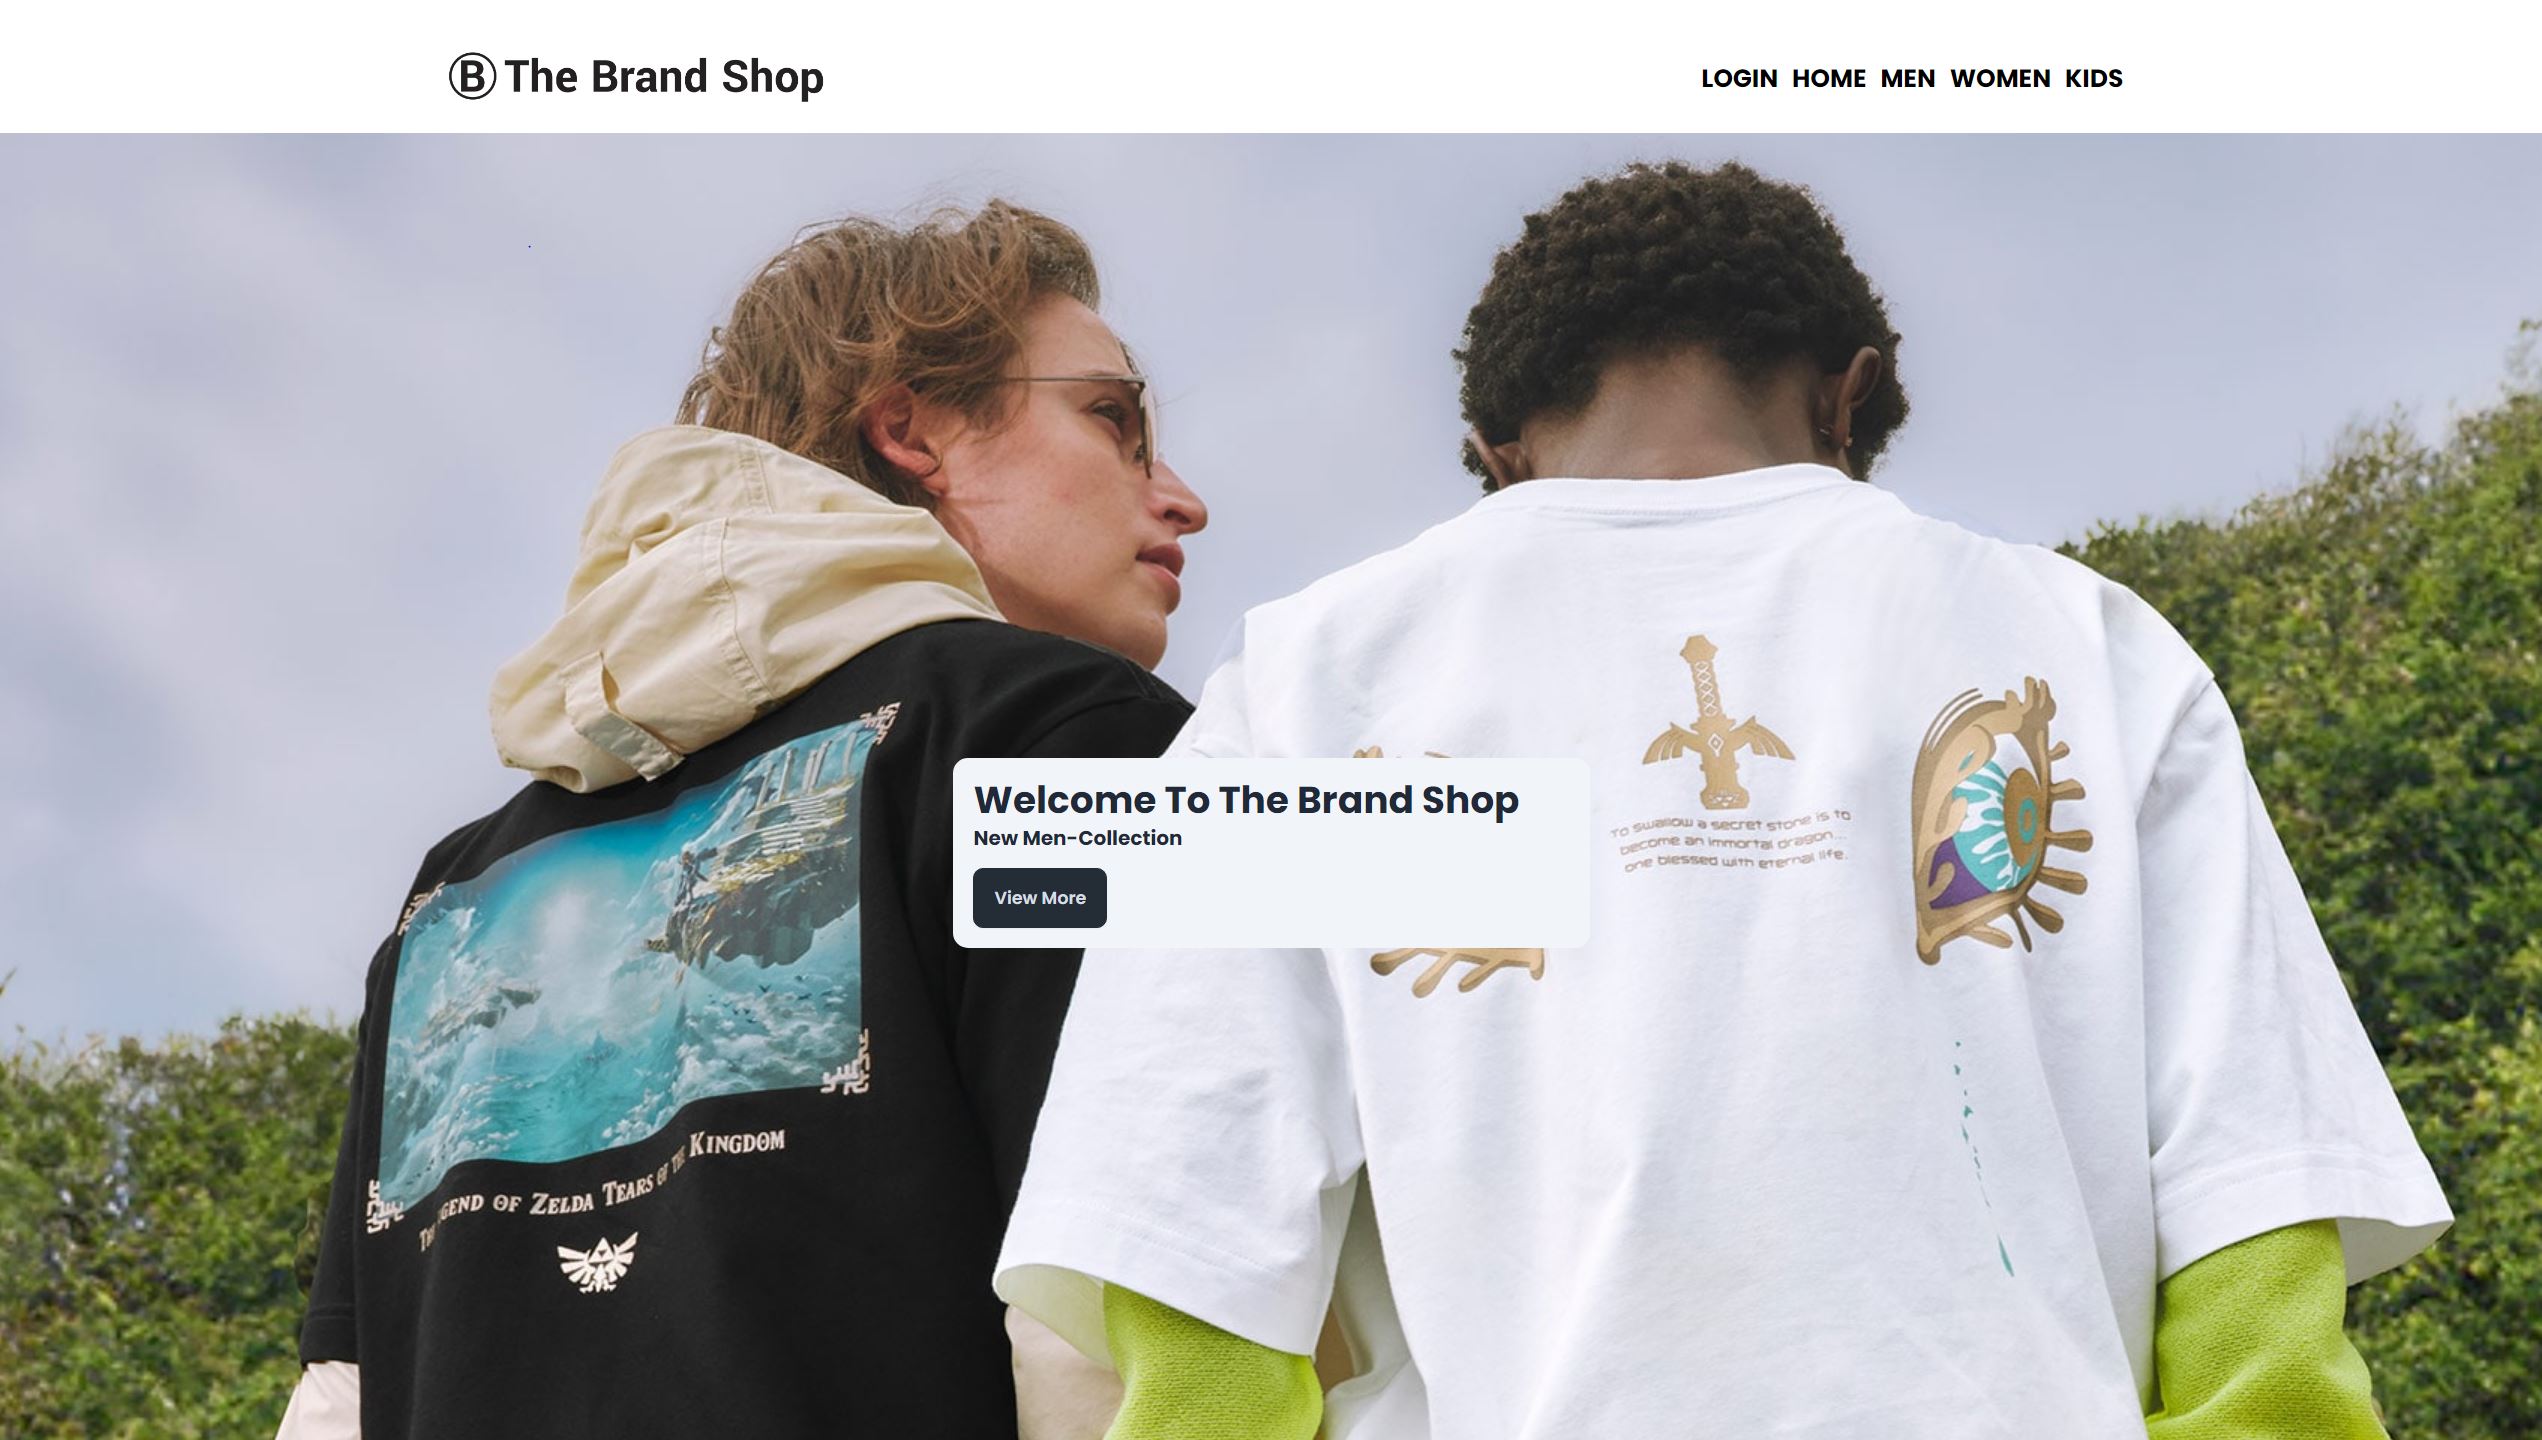 B The Brand Shop
LOGIN HOME MEN WOMEN KIDS
Welcome To The Brand Shop
New Men-Collection
View More
To swallow a secret stone is to
become an immortal dragon...
one blessed with eternal life.
GEND OF ZELDA TEARS OF THE KINGDOM